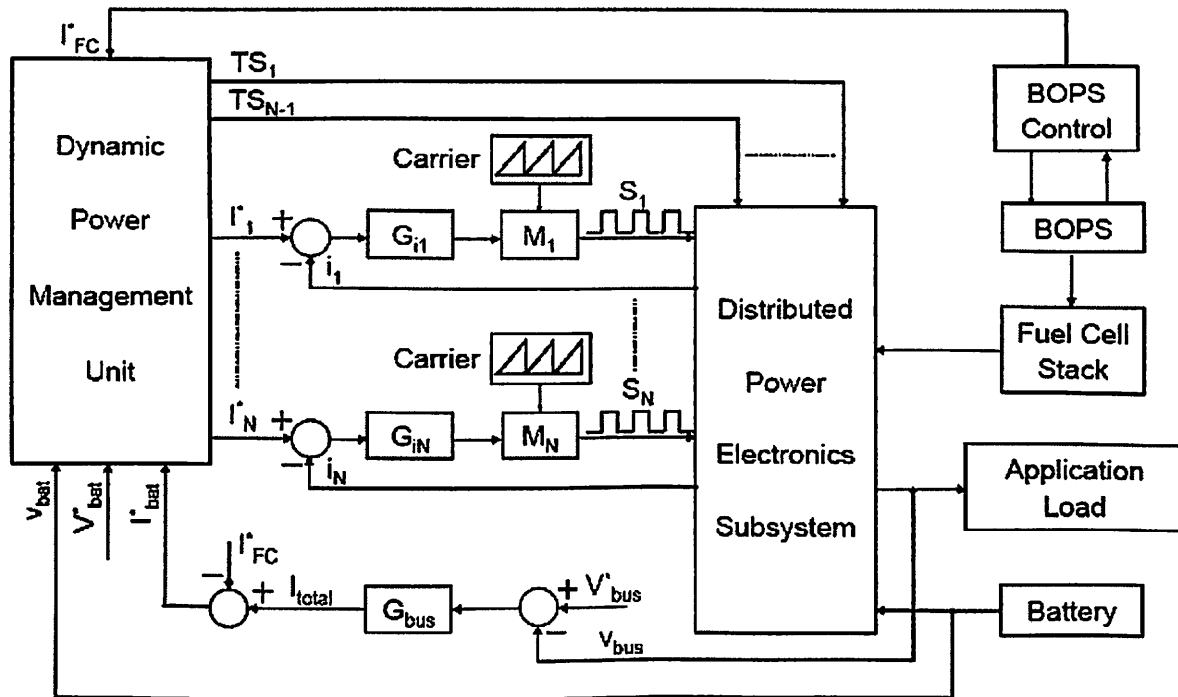 I*FC
TS1
TSN-1
Dynamic
Power
Management
Unit
Carrier
S1
I*1
+
−
Gi1
M1
i1
Carrier
SN
I*N
+
−
GiN
MN
iN
Distributed
Power
Electronics
Subsystem
BOPS
Control
BOPS
Fuel Cell
Stack
Application
Load
Battery
vbat
V*bat
I*bat
I*FC
−
+
Itotal
Gbus
+
V*bus
−
vbus